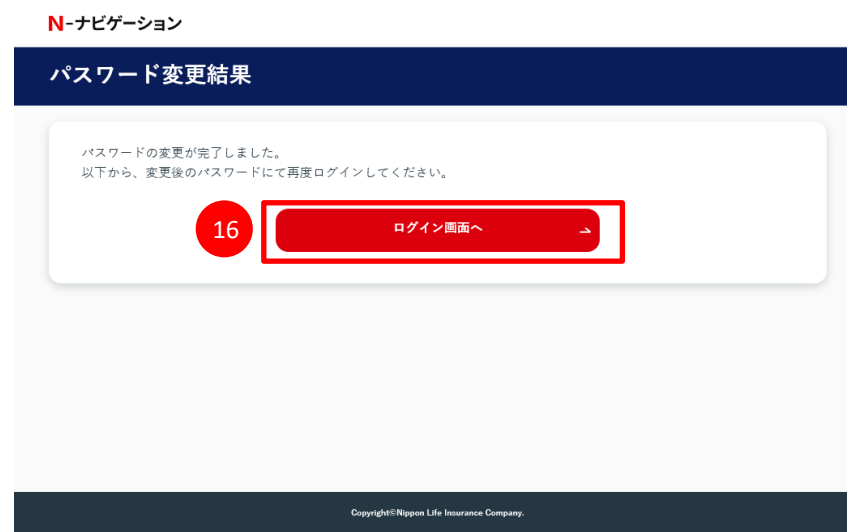 N-ナビゲーション
パスワード変更結果
パスワードの変更が完了しました。
以下から、変更後のパスワードにて再度ログインしてください。
16
ログイン画面へ
Copyright©Nippon Life Insurance Company.